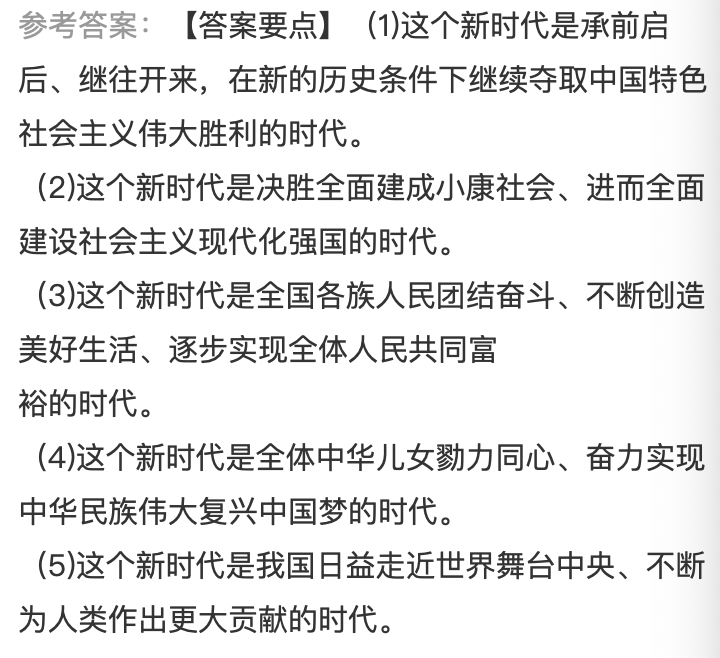 参考答案：【答案要点】（1)这个新时代是承前启
后、继往开来，在新的历史条件下继续夺取中国特色
社会主义伟大胜利的时代。
（2)这个新时代是决胜全面建成小康社会、进而全面
建设社会主义现代化强国的时代。
（3)这个新时代是全国各族人民团结奋斗、不断创造
美好生活、逐步实现全体人民共同富
裕的时代。
（4)这个新时代是全体中华儿女勠力同心、奋力实现
中华民族伟大复兴中国梦的时代。
（5)这个新时代是我国日益走近世界舞台中央、不断
为人类作出更大贡献的时代。